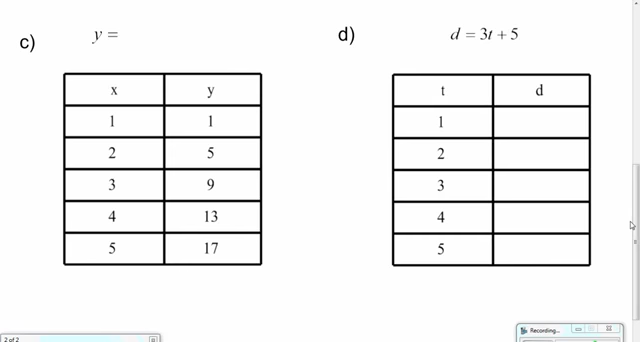 c) y =
x y
1 1
2 5
3 9
4 13
5 17
d) d = 3t + 5
t d
1
2
3
4
5
2 of 2
Recording...